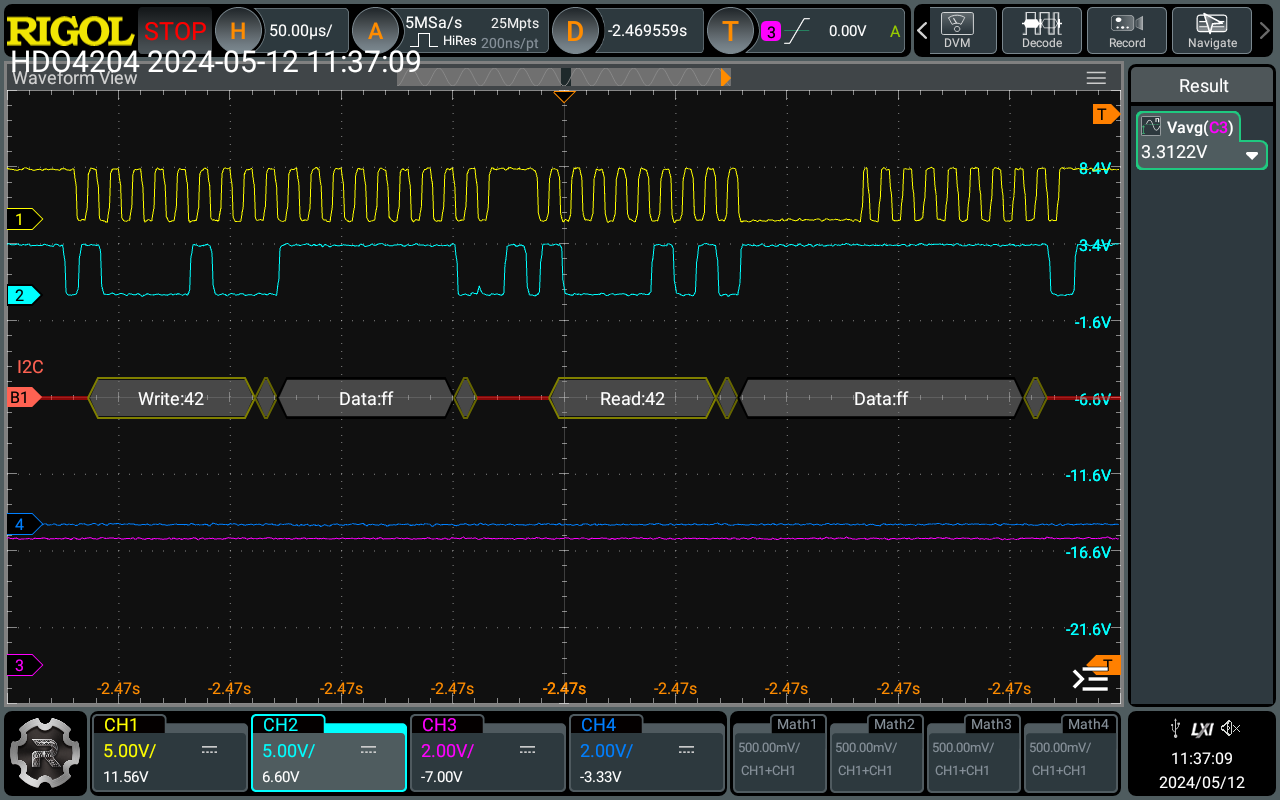 RIGOL STOP H 50.00μs/ A 5MSa/s 25Mpts HiRes 200ns/pt D -2.469559s T 3 0.00V A DVM Decode Record Navigate
HDO4204 2024-05-12 11:37:09
Waveform View
Result
T
Vavg(C3)
3.3122V
8.4V
1
3.4V
2
-1.6V
I2C
B1 Write:42 Data:ff Read:42 Data:ff -6.6V
-11.6V
4
-16.6V
-21.6V
3
T
-2.47s -2.47s -2.47s -2.47s -2.47s -2.47s -2.47s -2.47s -2.47s
CH1 CH2 CH3 CH4 Math1 Math2 Math3 Math4
5.00V/ 5.00V/ 2.00V/ 2.00V/ 500.00mV/ 500.00mV/ 500.00mV/ 500.00mV/
11.56V 6.60V -7.00V -3.33V CH1+CH1 CH1+CH1 CH1+CH1 CH1+CH1
LXI
11:37:09
2024/05/12